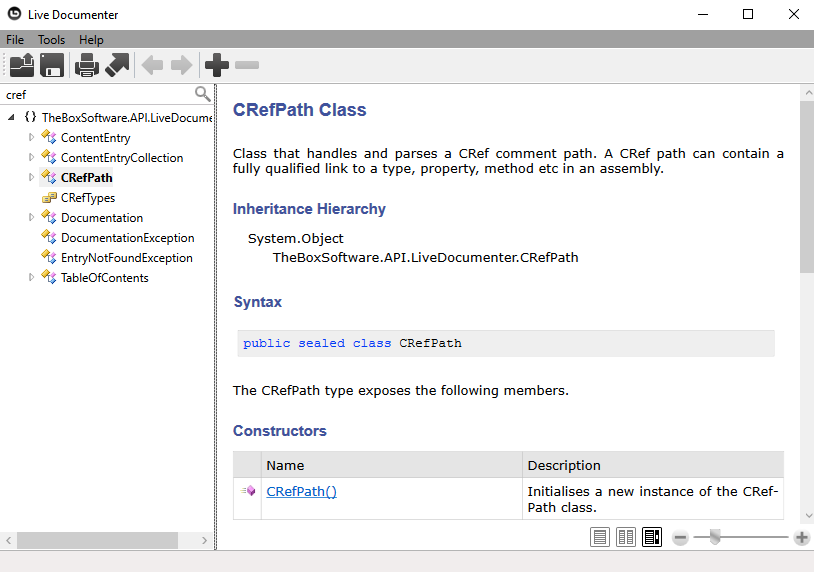 Live Documenter
File Tools Help
cref
TheBoxSoftware.API.LiveDocume
ContentEntry
ContentEntryCollection
CRefPath
CRefTypes
Documentation
DocumentationException
EntryNotFoundException
TableOfContents
CRefPath Class
Class that handles and parses a CRef comment path. A CRef path can contain a
fully qualified link to a type, property, method etc in an assembly.
Inheritance Hierarchy
System.Object
TheBoxSoftware.API.LiveDocumenter.CRefPath
Syntax
public sealed class CRefPath
The CRefPath type exposes the following members.
Constructors
Name Description
CRefPath() Initialises a new instance of the CRef-
Path class.